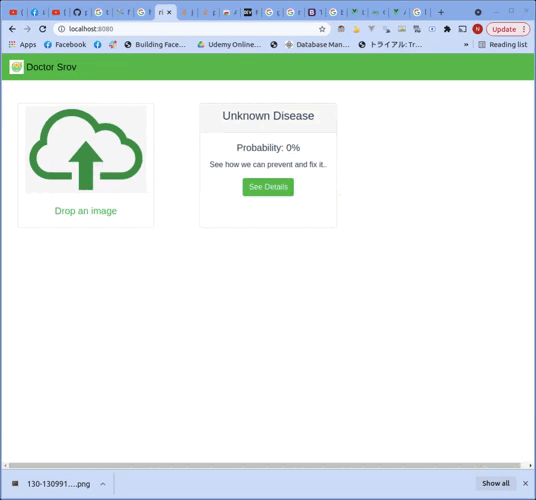 Update
localhost:8080
Apps
Facebook
Building Face...
Udemy Online...
Database Man...
トライアル: Tr...
»
Reading list
Doctor Srov
Drop an image
Unknown Disease
Probability: 0%
See how we can prevent and fix it..
See Details
130-130991....png
Show all